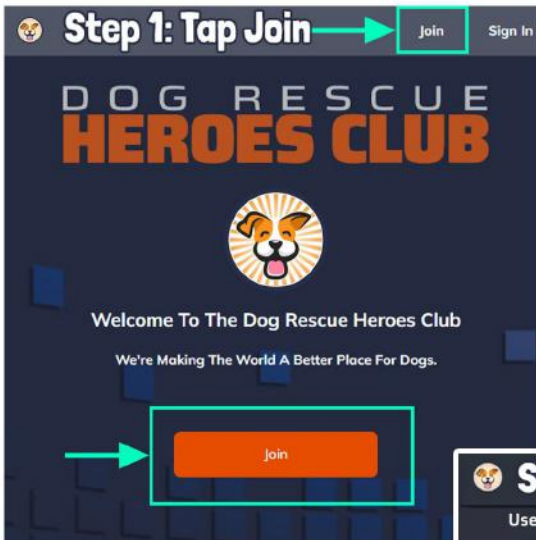 Step 1: Tap Join
Join
Sign In
DOG RESCUE
HEROES CLUB
Welcome To The Dog Rescue Heroes Club
We're Making The World A Better Place For Dogs.
Join